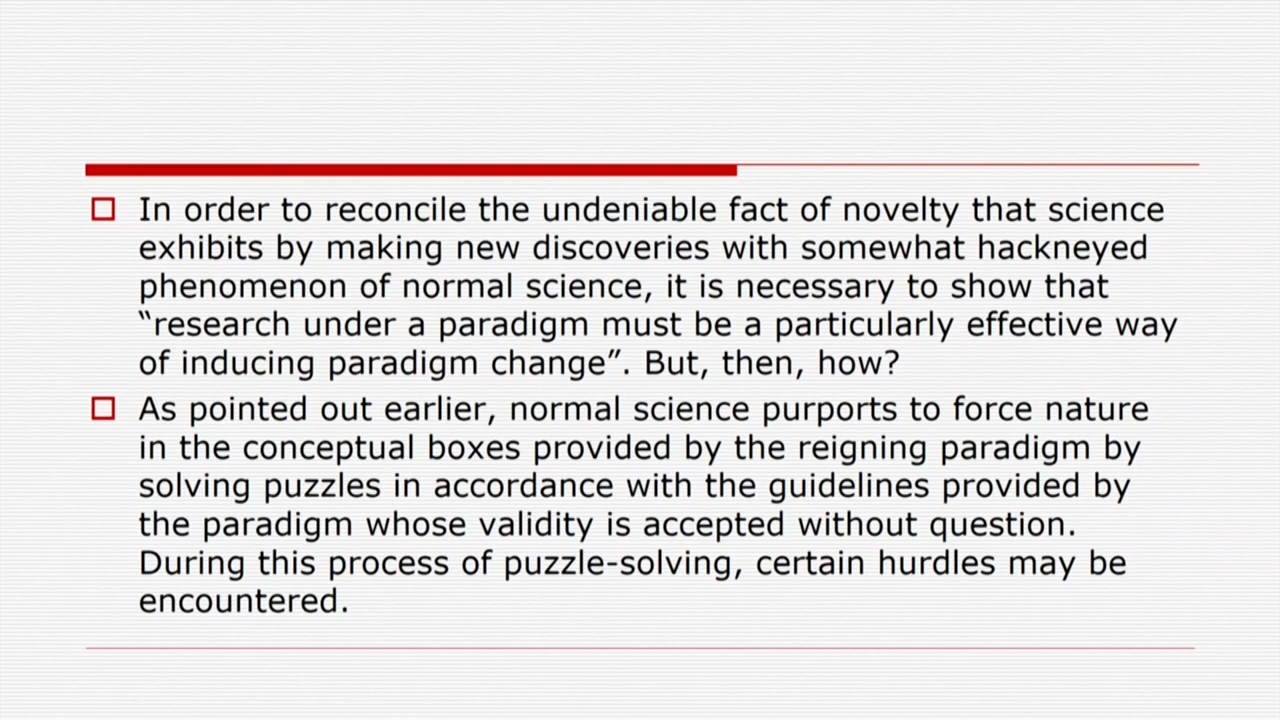 In order to reconcile the undeniable fact of novelty that science
exhibits by making new discoveries with somewhat hackneyed
phenomenon of normal science, it is necessary to show that
“research under a paradigm must be a particularly effective way
of inducing paradigm change”. But, then, how?
As pointed out earlier, normal science purports to force nature
in the conceptual boxes provided by the reigning paradigm by
solving puzzles in accordance with the guidelines provided by
the paradigm whose validity is accepted without question.
During this process of puzzle-solving, certain hurdles may be
encountered.